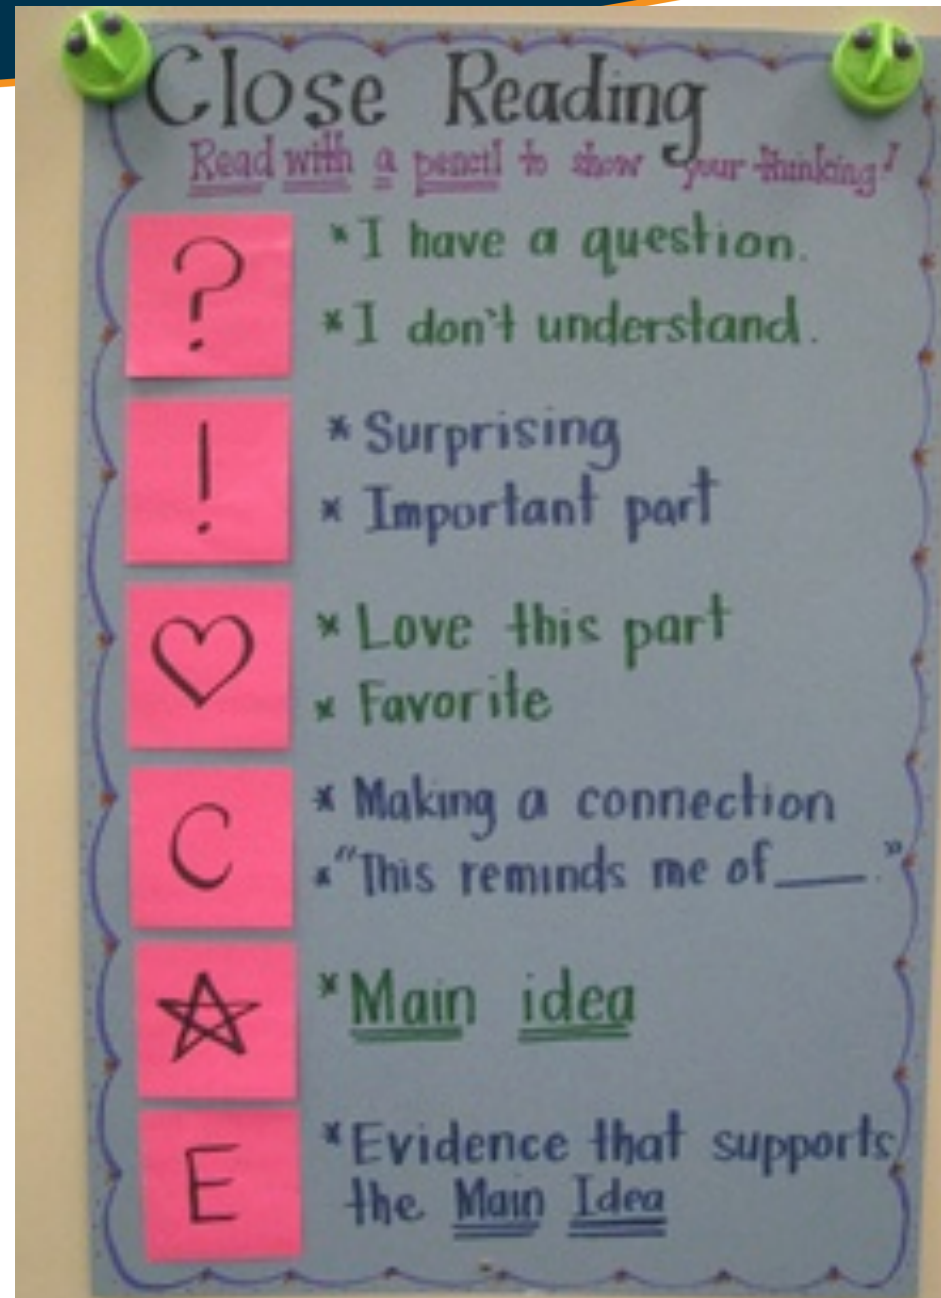 Close Reading
Read with a pencil to show your thinking!
?
* I have a question.
* I don't understand.
!
* Surprising
* Important part
* Love this part
* Favorite
C
* Making a connection
* "This reminds me of ____."
* Main idea
E
* Evidence that supports
the Main Idea